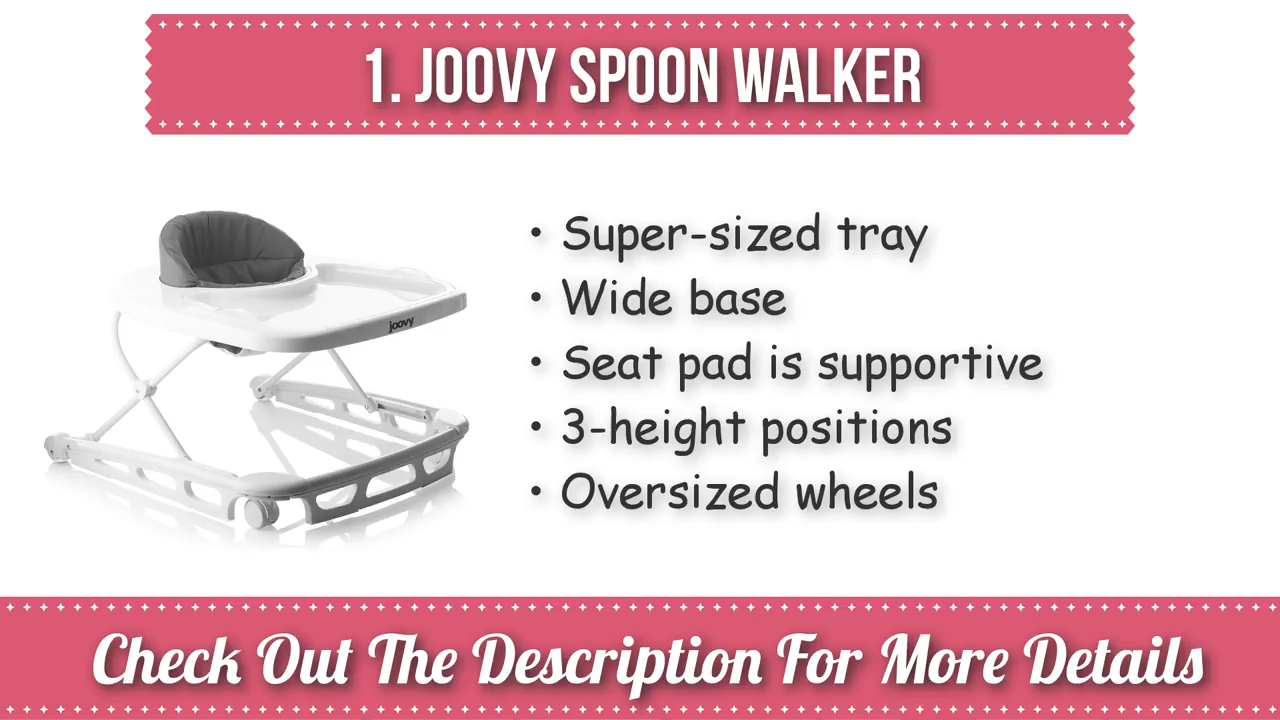 1. JOOVY SPOON WALKER
joovy
• Super-sized tray
• Wide base
• Seat pad is supportive
• 3-height positions
• Oversized wheels
Check Out The Description For More Details